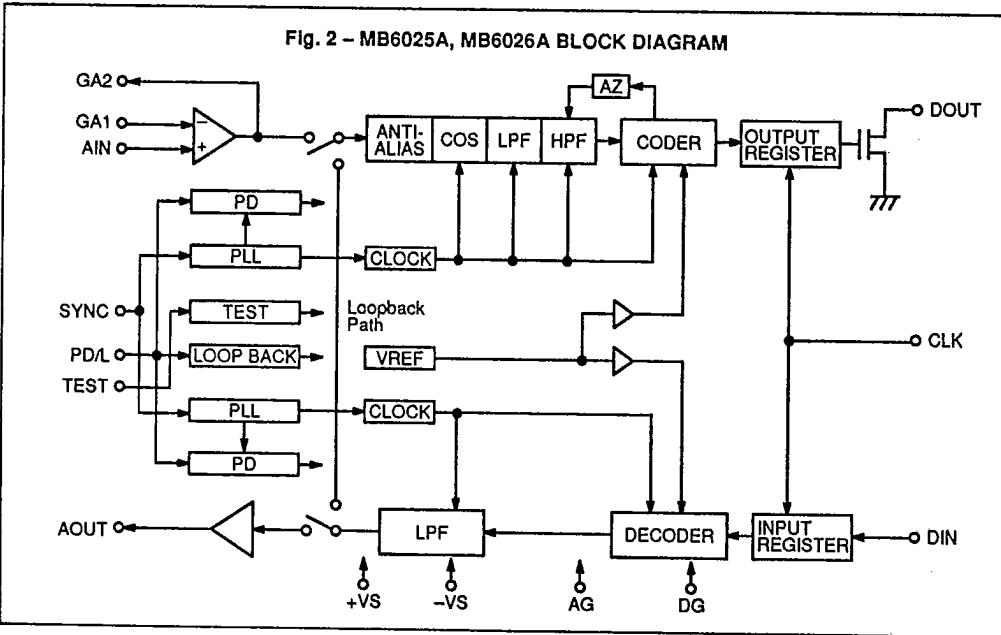 Fig. 2 – MB6025A, MB6026A BLOCK DIAGRAM
GA2
GA1
AIN
–
+
ANTI-
ALIAS
COS
LPF
HPF
AZ
CODER
OUTPUT
REGISTER
DOUT
PD
PLL
CLOCK
SYNC
TEST
Loopback
Path
PD/L
LOOP BACK
VREF
CLK
TEST
PLL
CLOCK
PD
AOUT
LPF
DECODER
INPUT
REGISTER
DIN
+VS
–VS
AG
DG